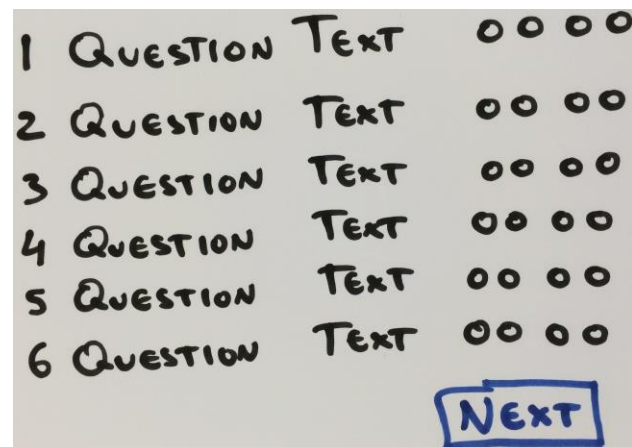 1 Question Text
2 Question Text
3 Question Text
4 Question Text
5 Question Text
6 Question Text
Next